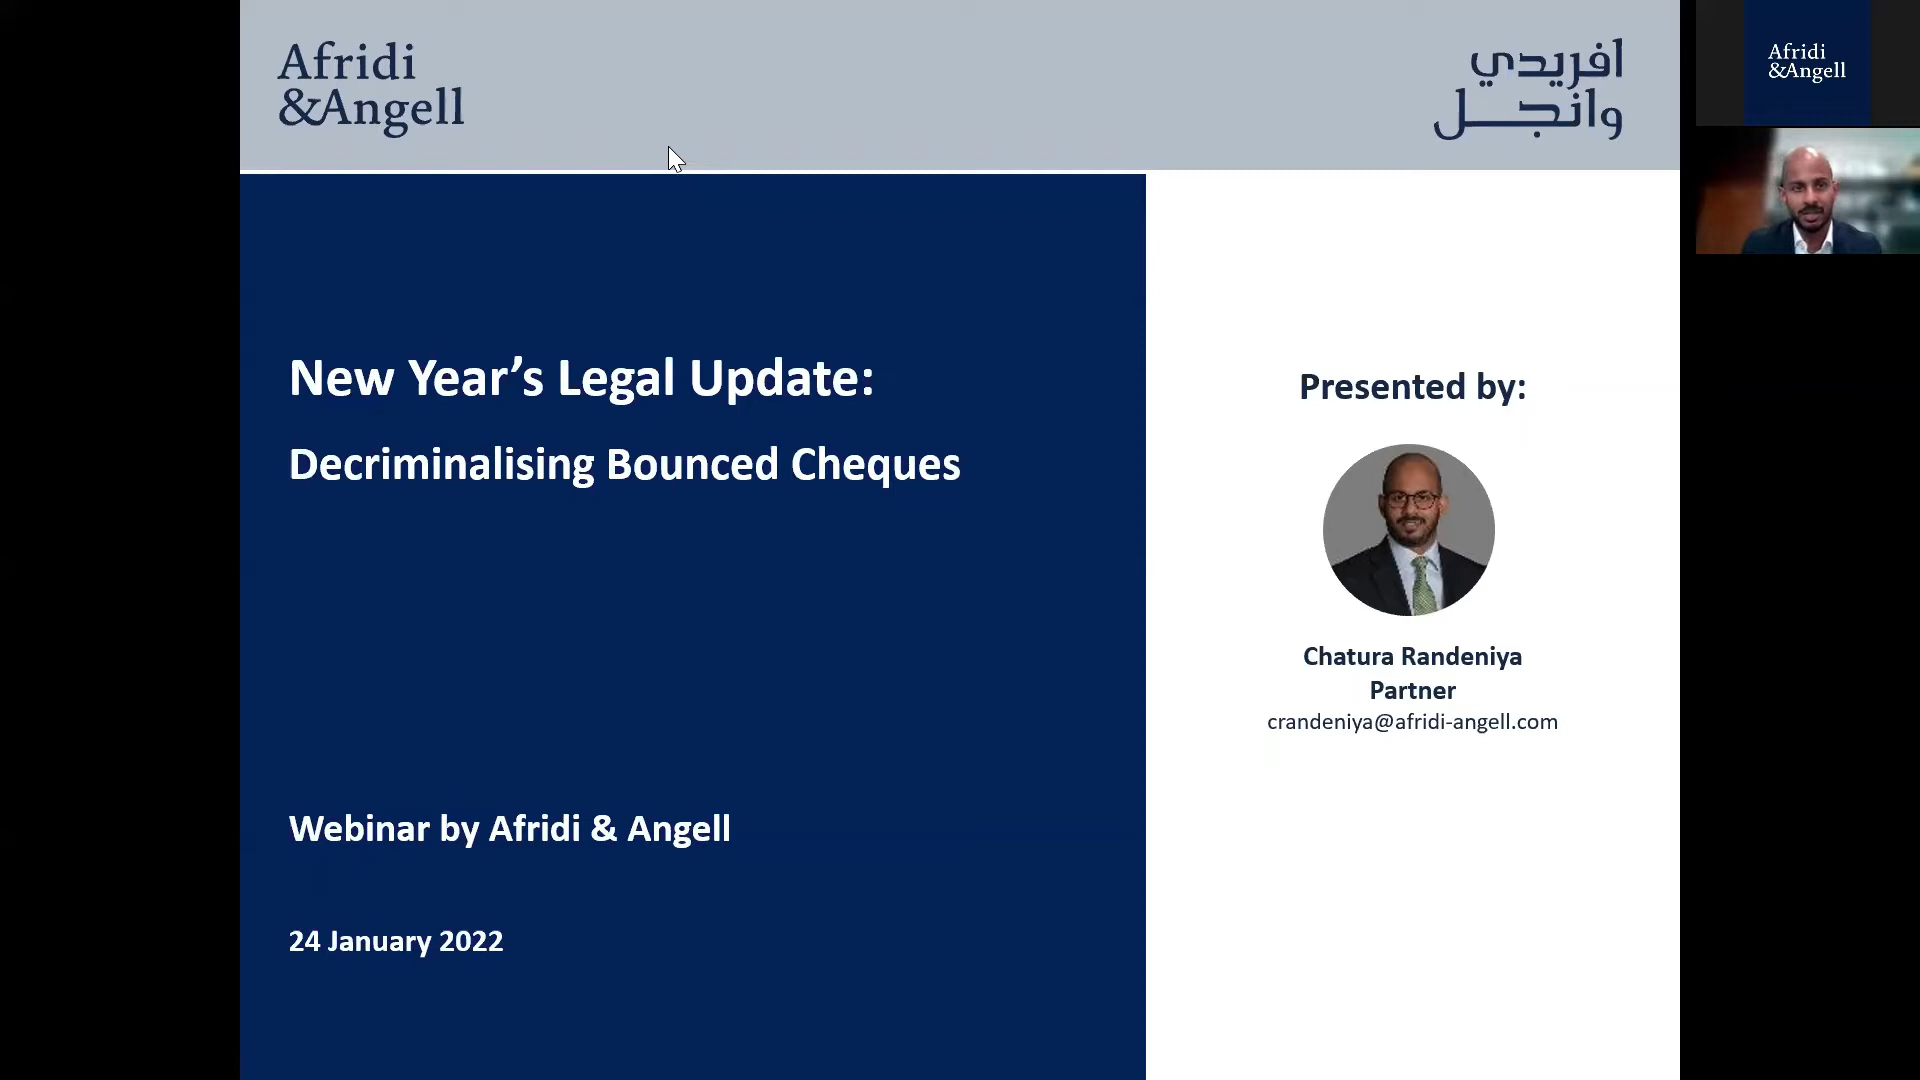 Afridi
&Angell
افريدي
وانجل
Afridi
&Angell
New Year’s Legal Update:
Decriminalising Bounced Cheques
Presented by:
Chatura Randeniya
Partner
crandeniya@afridi-angell.com
Webinar by Afridi & Angell
24 January 2022